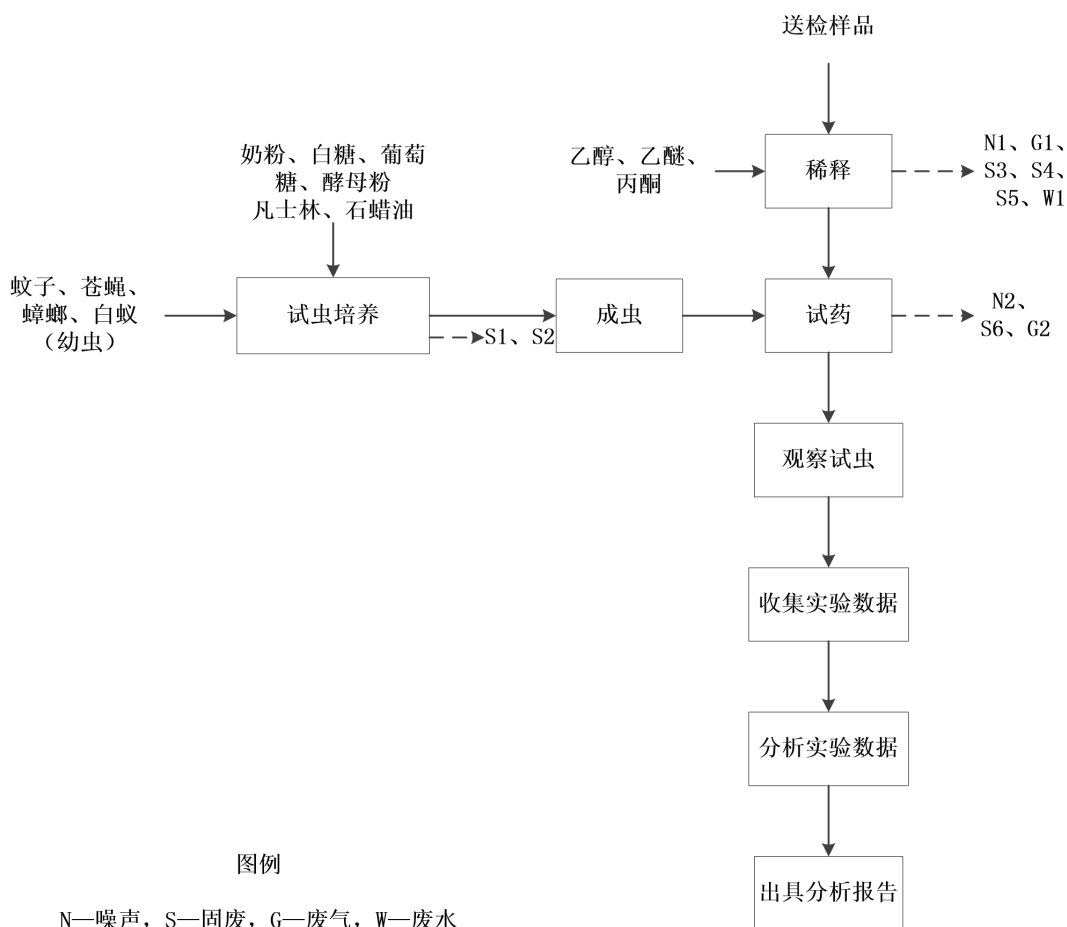 送检样品
乙醇、乙醚、
丙酮
稀释
N1、G1、
S3、S4、
S5、W1
奶粉、白糖、葡萄
糖、酵母粉
凡士林、石蜡油
蚊子、苍蝇、
蟑螂、白蚁
（幼虫）
试虫培养
S1、S2
成虫
试药
N2、
S6、G2
观察试虫
收集实验数据
分析实验数据
出具分析报告
图例
N—噪声，S—固废，G—废气，W—废水